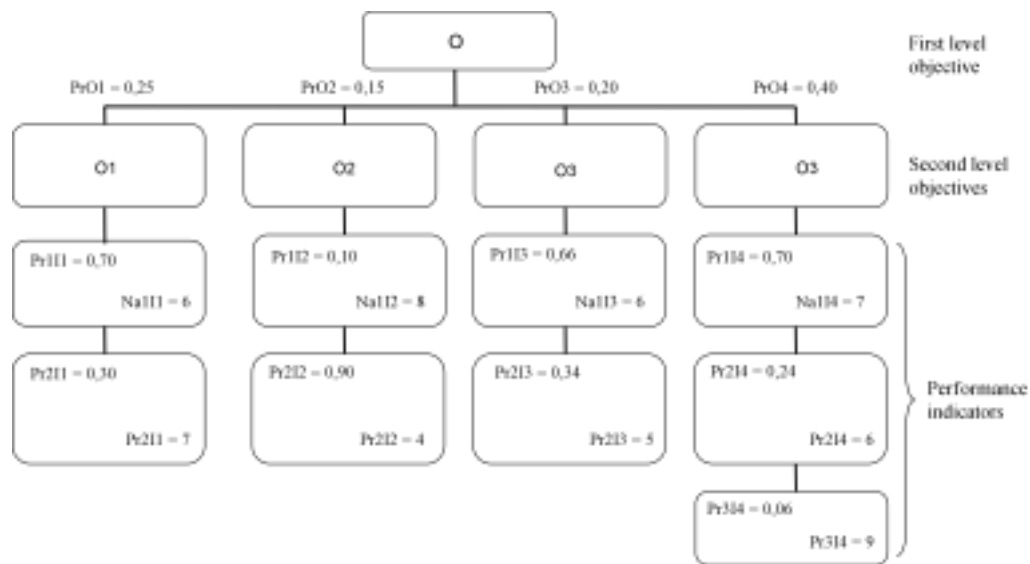 O
First level
objective
PrO1 = 0,25
PrO2 = 0,15
PrO3 = 0,20
PrO4 = 0,40
O1
O2
O3
O3
Second level
objectives
Pr1I1 = 0,70
Na1I1 = 6
Pr1I2 = 0,10
Na1I2 = 8
Pr1I3 = 0,66
Na1I3 = 6
Pr1I4 = 0,70
Na1I4 = 7
Pr2I1 = 0,30
Pr2I1 = 7
Pr2I2 = 0,90
Pr2I2 = 4
Pr2I3 = 0,34
Pr2I3 = 5
Pr2I4 = 0,24
Pr2I4 = 6
Performance
indicators
Pr3I4 = 0,06
Pr3I4 = 9